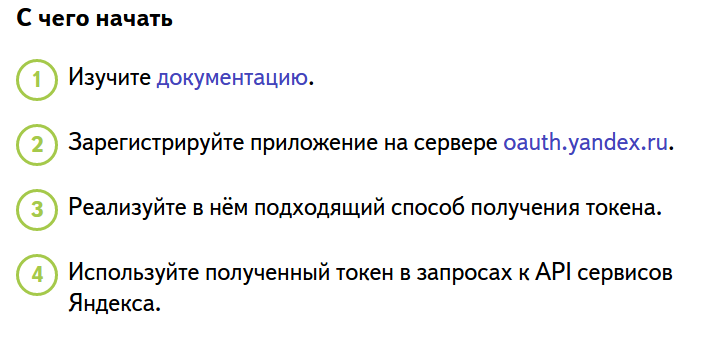 С чего начать
1 Изучите документацию.
2 Зарегистрируйте приложение на сервере oauth.yandex.ru.
3 Реализуйте в нём подходящий способ получения токена.
4 Используйте полученный токен в запросах к API сервисов
Яндекса.